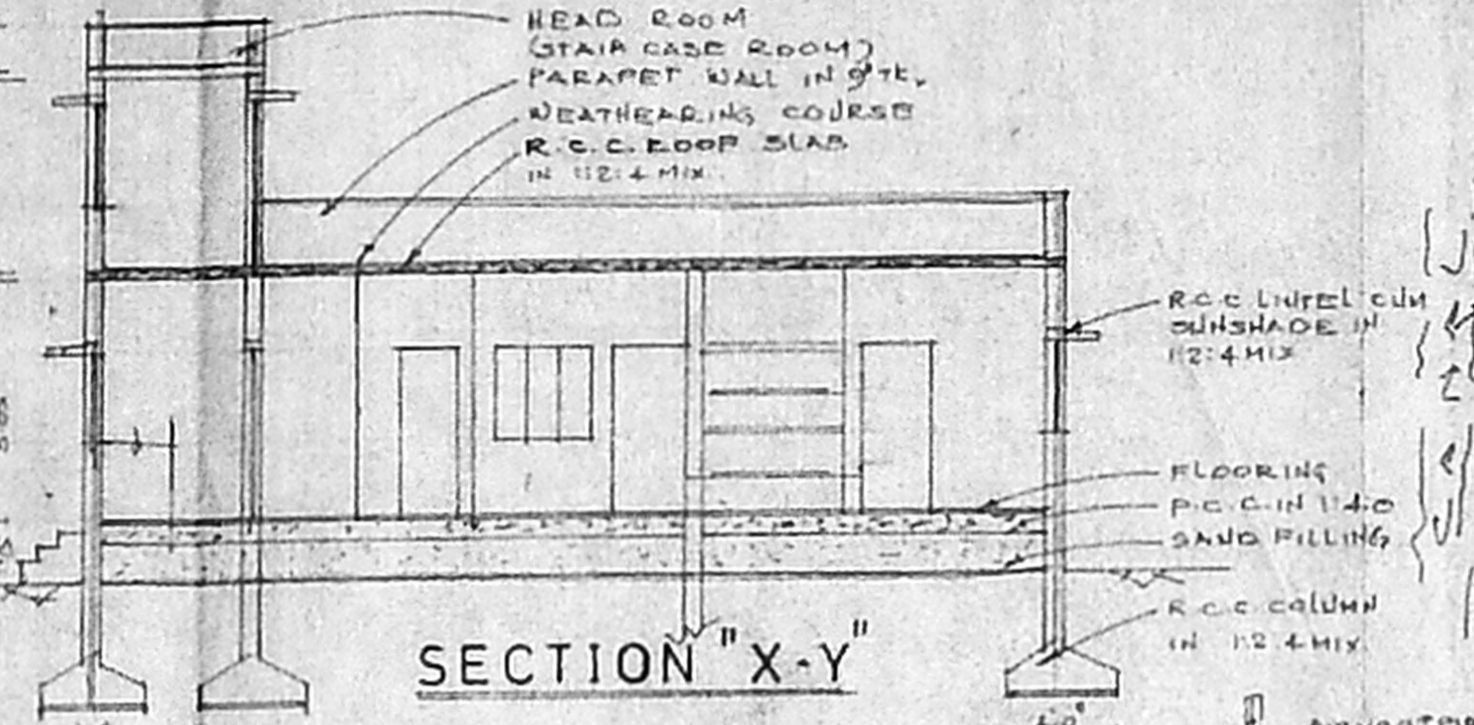 HEAD ROOM
(STAIR CASE ROOM)
PARAPET WALL IN 9" TK.
WEATHEARING COURSE
R.C.C. ROOF SLAB
IN 1:2:4 MIX
R.C.C LINTEL CUM
SUNSHADE IN
1:2:4 MIX
FLOORING
P.C.C. IN 1:4:8
SAND FILLING
R.C.C. COLUMN
IN 1:2:4 MIX
SECTION "X-Y"